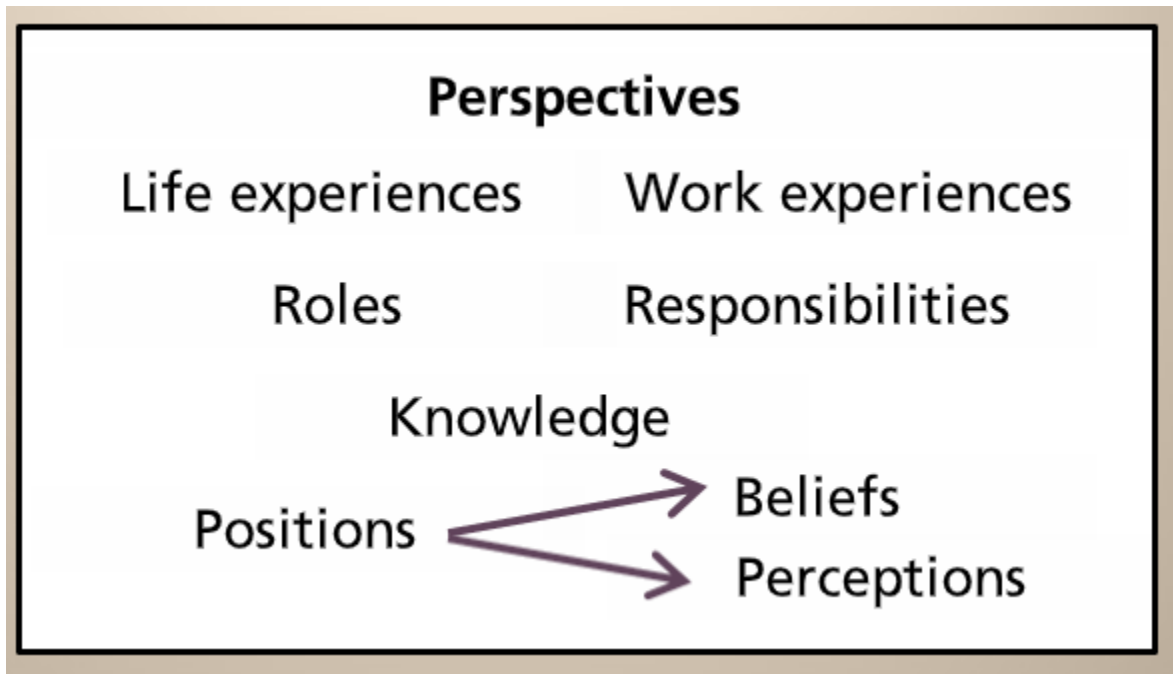 Perspectives
Life experiences Work experiences
Roles Responsibilities
Knowledge
Positions
Beliefs
Perceptions